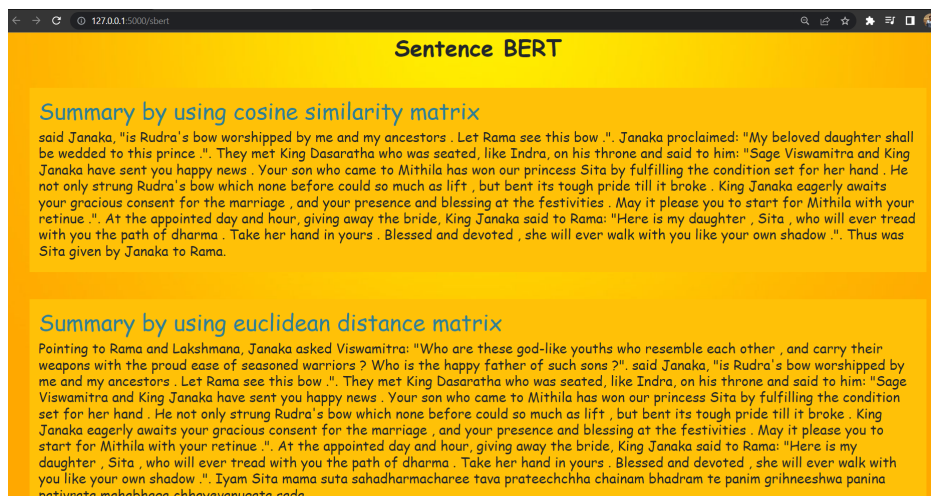 127.0.0.1:5000/sbert
Sentence BERT
Summary by using cosine similarity matrix
said Janaka, "is Rudra's bow worshipped by me and my ancestors . Let Rama see this bow .". Janaka proclaimed: "My beloved daughter shall
be wedded to this prince .". They met King Dasaratha who was seated, like Indra, on his throne and said to him: "Sage Viswamitra and King
Janaka have sent you happy news . Your son who came to Mithila has won our princess Sita by fulfilling the condition set for her hand . He
not only strung Rudra's bow which none before could so much as lift , but bent its tough pride till it broke . King Janaka eagerly awaits
your gracious consent for the marriage , and your presence and blessing at the festivities . May it please you to start for Mithila with your
retinue .". At the appointed day and hour, giving away the bride, King Janaka said to Rama: "Here is my daughter , Sita , who will ever tread
with you the path of dharma . Take her hand in yours . Blessed and devoted , she will ever walk with you like your own shadow .". Thus was
Sita given by Janaka to Rama.
Summary by using euclidean distance matrix
Pointing to Rama and Lakshmana, Janaka asked Viswamitra: "Who are these god-like youths who resemble each other , and carry their
weapons with the proud ease of seasoned warriors ? Who is the happy father of such sons ?". said Janaka, "is Rudra's bow worshipped by
me and my ancestors . Let Rama see this bow .". They met King Dasaratha who was seated, like Indra, on his throne and said to him: "Sage
Viswamitra and King Janaka have sent you happy news . Your son who came to Mithila has won our princess Sita by fulfilling the condition
set for her hand . He not only strung Rudra's bow which none before could so much as lift , but bent its tough pride till it broke . King
Janaka eagerly awaits your gracious consent for the marriage , and your presence and blessing at the festivities . May it please you to
start for Mithila with your retinue .". At the appointed day and hour, giving away the bride, King Janaka said to Rama: "Here is my
daughter , Sita , who will ever tread with you the path of dharma . Take her hand in yours . Blessed and devoted , she will ever walk with
you like your own shadow .". Iyam Sita mama suta sahadharmacharee tava prateechchha chainam bhadram te panim grihneeshwa panina